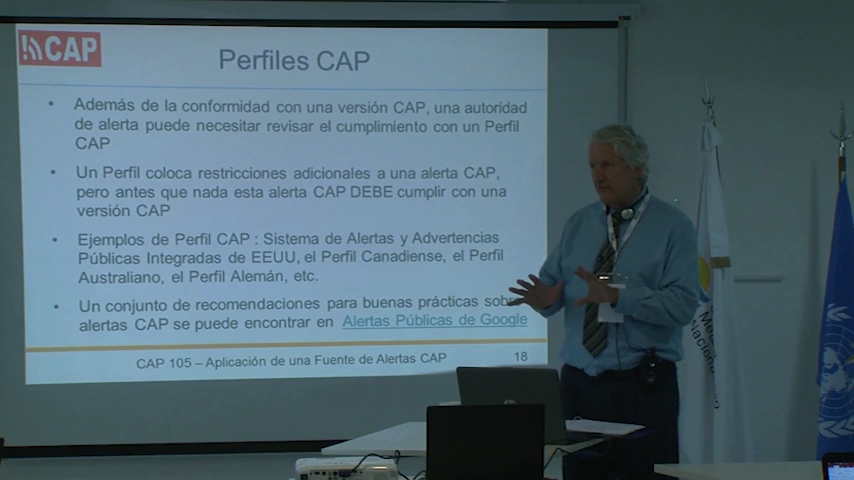 CAP
Perfiles CAP
• Además de la conformidad con una versión CAP, una autoridad
de alerta puede necesitar revisar el cumplimiento con un Perfil
CAP
• Un Perfil coloca restricciones adicionales a una alerta CAP,
pero antes que nada esta alerta CAP DEBE cumplir con una
versión CAP
• Ejemplos de Perfil CAP : Sistema de Alertas y Advertencias
Públicas Integradas de EEUU, el Perfil Canadiense, el Perfil
Australiano, el Perfil Alemán, etc.
• Un conjunto de recomendaciones para buenas prácticas sobre
alertas CAP se puede encontrar en Alertas Públicas de Google
CAP 105 – Aplicación de una Fuente de Alertas CAP 18